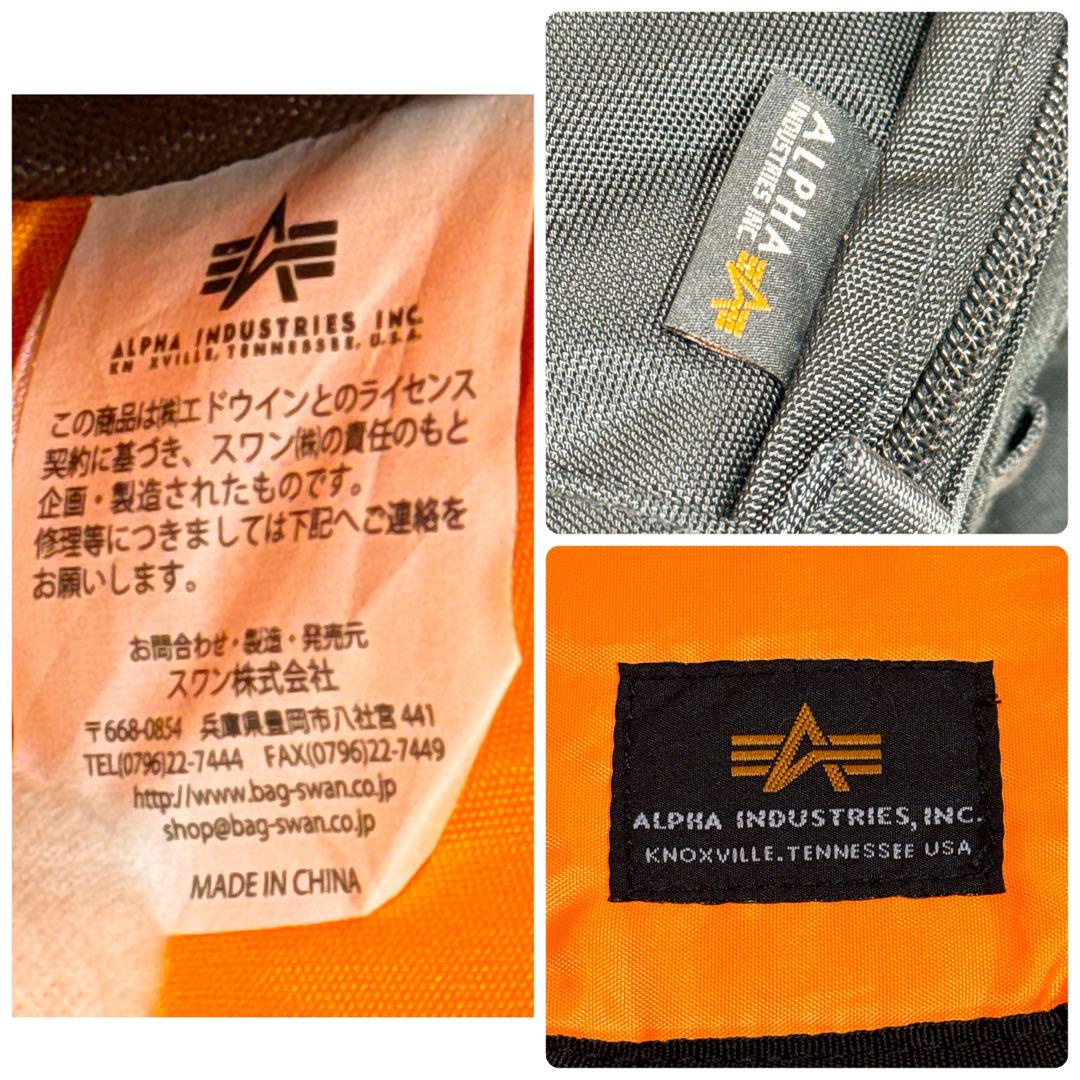 ALPHA INDUSTRIES INC.
KN XVILLE, TENNESSEE, U.S.A.
この商品は㈱エドウインとのライセンス
契約に基づき、スワン㈱の責任のもと
企画・製造されたものです。
修理等につきましては下記へご連絡を
お願いします。
お問合わせ・製造・発売元
スワン株式会社
〒668-0854 兵庫県豊岡市八社宮 441
TEL(0796)22-7444 FAX(0796)22-7449
http://www.bag-swan.co.jp
shop@bag-swan.co.jp
MADE IN CHINA
ALPHA
INDUSTRIES INC
ALPHA INDUSTRIES, INC.
KNOXVILLE.TENNESSEE USA